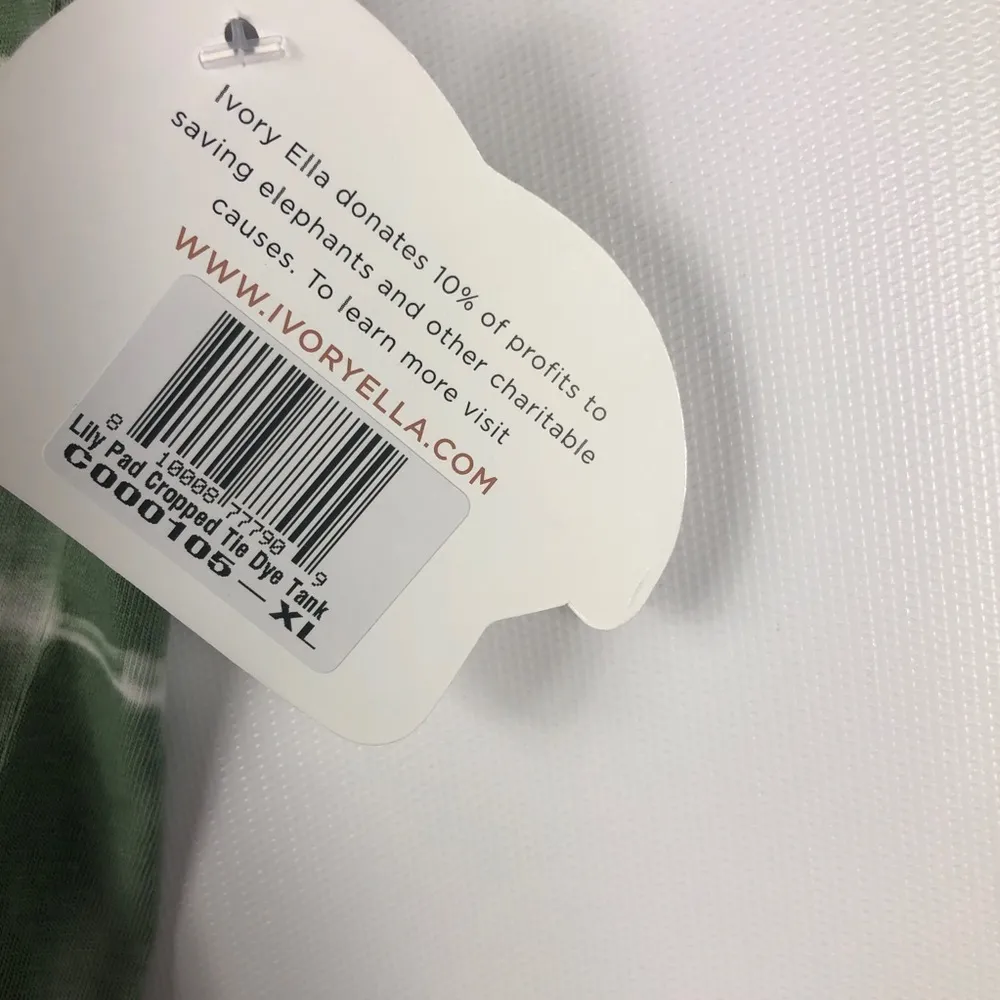 Ivory Ella donates 10% of profits to
saving elephants and other charitable
causes. To learn more visit
WWW.IVORYELLA.COM
8 10008 77790 9
Lily Pad Cropped Tie Dye Tank
C000105-XL